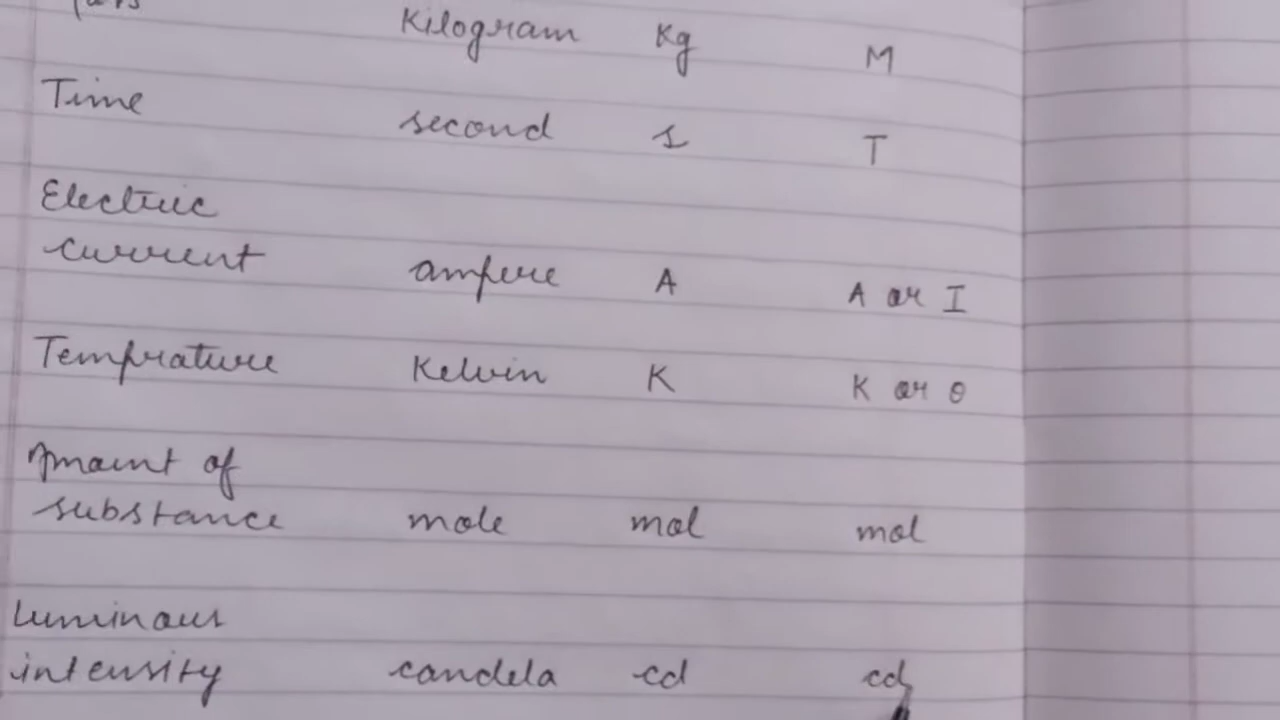 Kilogram Kg M
Time second s T
Electric
current ampere A A or I
Temprature Kelvin K K or θ
Amount of
substance mole mol mol
Luminous
intensity candela cd cd